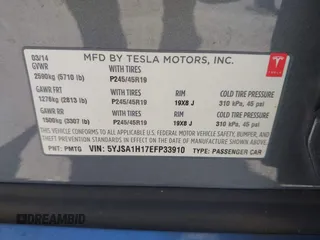 03/14
MFD BY TESLA MOTORS, INC.
GVWR WITH TIRES
2590kg (5710 lb) P245/45R19
TESLA
GAWR FRT WITH TIRES RIM COLD TIRE PRESSURE
1276kg (2813 lb) P245/45R19 19X8 J 310 kPa, 45 psi
GAWR RR WITH TIRES RIM COLD TIRE PRESSURE
1500kg (3307 lb) P245/45R19 19X8 J 310 kPa, 45 psi
THIS VEHICLE CONFORMS TO ALL APPLICABLE FEDERAL MOTOR VEHICLE
SAFETY, BUMPER, AND THEFT PREVENTION STANDARDS IN EFFECT
ON THE DATE OF MANUFACTURE SHOWN ABOVE.
PNT: PMTG VIN: 5YJSA1H17EFP33910 TYPE: PASSENGER CAR
AMERIBID